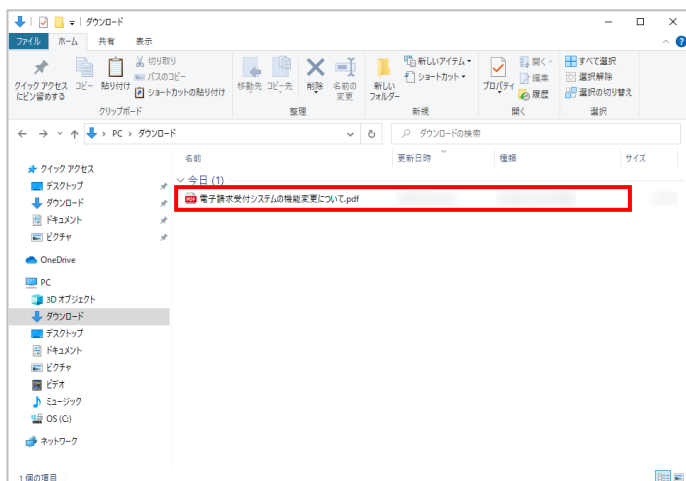 ダウンロード
ファイル ホーム 共有 表示
クイック アクセス
にピン留めする
コピー
貼り付け
切り取り
パスのコピー
ショートカットの貼り付け
移動先
コピー先
削除
名前の
変更
新しい
フォルダー
新しいアイテム
ショートカット
プロパティ
開く
編集
履歴
すべて選択
選択解除
選択の切り替え
クリップボード 整理 新規 開く 選択
PC › ダウンロード
ダウンロードの検索
名前 更新日時 種類 サイズ
クイック アクセス
デスクトップ
ダウンロード
ドキュメント
ピクチャ
OneDrive
PC
3D オブジェクト
ダウンロード
デスクトップ
ドキュメント
ピクチャ
ビデオ
ミュージック
OS (C:)
ネットワーク
今日 (1)
PDF 電子請求受付システムの機能変更について.pdf
1 個の項目